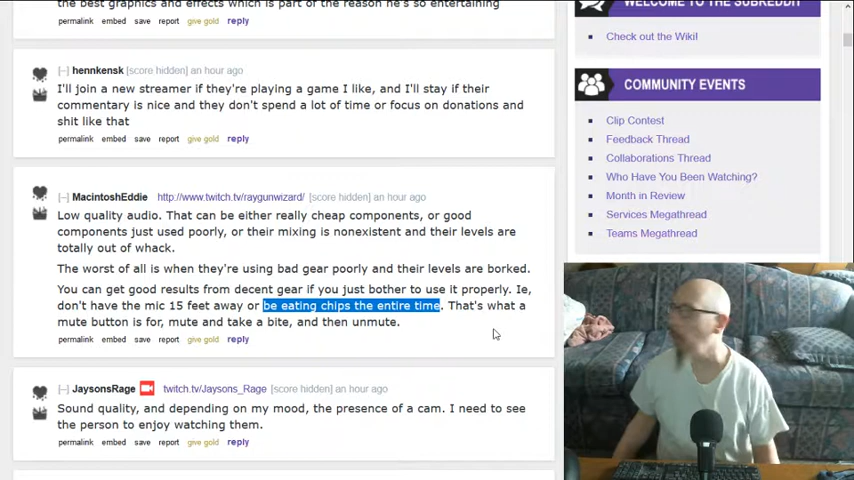 the best graphics and effects which is part of the reason he's so entertaining
permalink embed save report give gold reply
[–] hennkensk [score hidden] an hour ago
I'll join a new streamer if they're playing a game I like, and I'll stay if their
commentary is nice and they don't spend a lot of time or focus on donations and
shit like that
permalink embed save report give gold reply
[–] MacintoshEddie http://www.twitch.tv/raygunwizard/ [score hidden] an hour ago
Low quality audio. That can be either really cheap components, or good
components just used poorly, or their mixing is nonexistent and their levels are
totally out of whack.
The worst of all is when they're using bad gear poorly and their levels are borked.
You can get good results from decent gear if you just bother to use it properly. Ie,
don't have the mic 15 feet away or be eating chips the entire time. That's what a
mute button is for, mute and take a bite, and then unmute.
permalink embed save report give gold reply
[–] JaysonsRage twitch.tv/Jaysons_Rage [score hidden] an hour ago
Sound quality, and depending on my mood, the presence of a cam. I need to see
the person to enjoy watching them.
permalink embed save report give gold reply
WELCOME TO THE SUBREDDIT
Check out the Wiki!
COMMUNITY EVENTS
Clip Contest
Feedback Thread
Collaborations Thread
Who Have You Been Watching?
Month in Review
Services Megathread
Teams Megathread